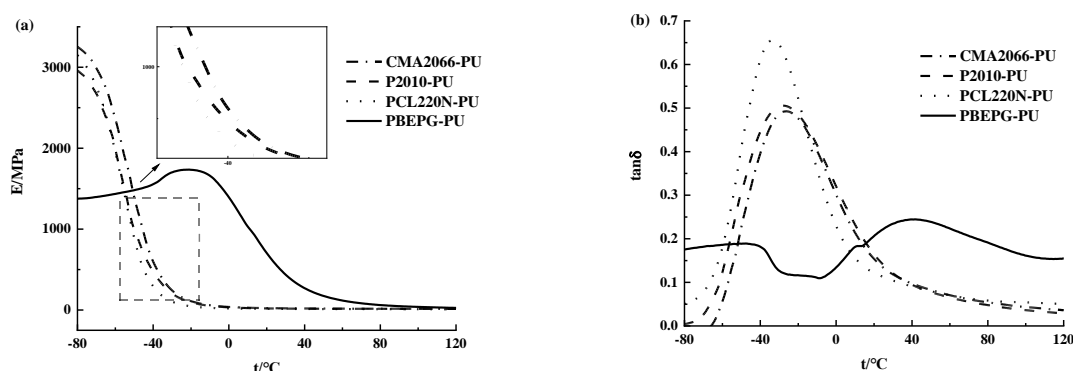 (a)
E/MPa
3000
2000
1000
0
-80
-40
0
40
80
120
t/°C
1000
-40
CMA2066-PU
P2010-PU
PCL220N-PU
PBEPG-PU
(b)
tanδ
0.7
0.6
0.5
0.4
0.3
0.2
0.1
0.0
-80
-40
0
40
80
120
t/°C
CMA2066-PU
P2010-PU
PCL220N-PU
PBEPG-PU